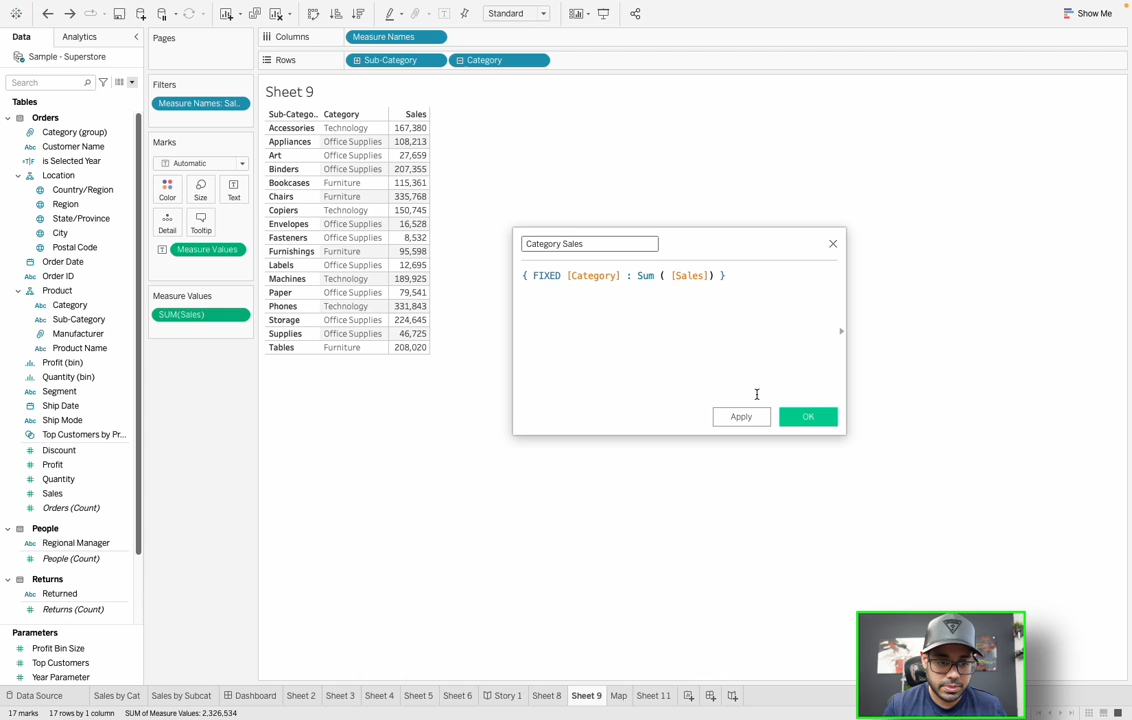 Standard
Show Me
Data
Analytics
Sample - Superstore
Search
Tables
Orders
Category (group)
Customer Name
is Selected Year
Location
Country/Region
Region
State/Province
City
Postal Code
Order Date
Order ID
Product
Category
Sub-Category
Manufacturer
Product Name
Profit (bin)
Quantity (bin)
Segment
Ship Date
Ship Mode
Top Customers by Pr...
Discount
Profit
Quantity
Sales
Orders (Count)
People
Regional Manager
People (Count)
Returns
Returned
Returns (Count)
Parameters
Profit Bin Size
Top Customers
Year Parameter
Pages
Filters
Measure Names: Sal..
Marks
Automatic
Color
Size
Text
Detail
Tooltip
Measure Values
Measure Values
SUM(Sales)
Columns
Measure Names
Rows
Sub-Category
Category
Sheet 9
Sub-Catego.. Category Sales
Accessories Technology 167,380
Appliances Office Supplies 108,213
Art Office Supplies 27,659
Binders Office Supplies 207,355
Bookcases Furniture 115,361
Chairs Furniture 335,768
Copiers Technology 150,745
Envelopes Office Supplies 16,528
Fasteners Office Supplies 8,532
Furnishings Furniture 95,598
Labels Office Supplies 12,695
Machines Technology 189,925
Paper Office Supplies 79,541
Phones Technology 331,843
Storage Office Supplies 224,645
Supplies Office Supplies 46,725
Tables Furniture 208,020
Category Sales
{ FIXED [Category] : Sum ( [Sales]) }
Apply
OK
Data Source
Sales by Cat
Sales by Subcat
Dashboard
Sheet 2
Sheet 3
Sheet 4
Sheet 5
Sheet 6
Story 1
Sheet 8
Sheet 9
Map
Sheet 11
17 marks
17 rows by 1 column
SUM of Measure Values: 2,326,534